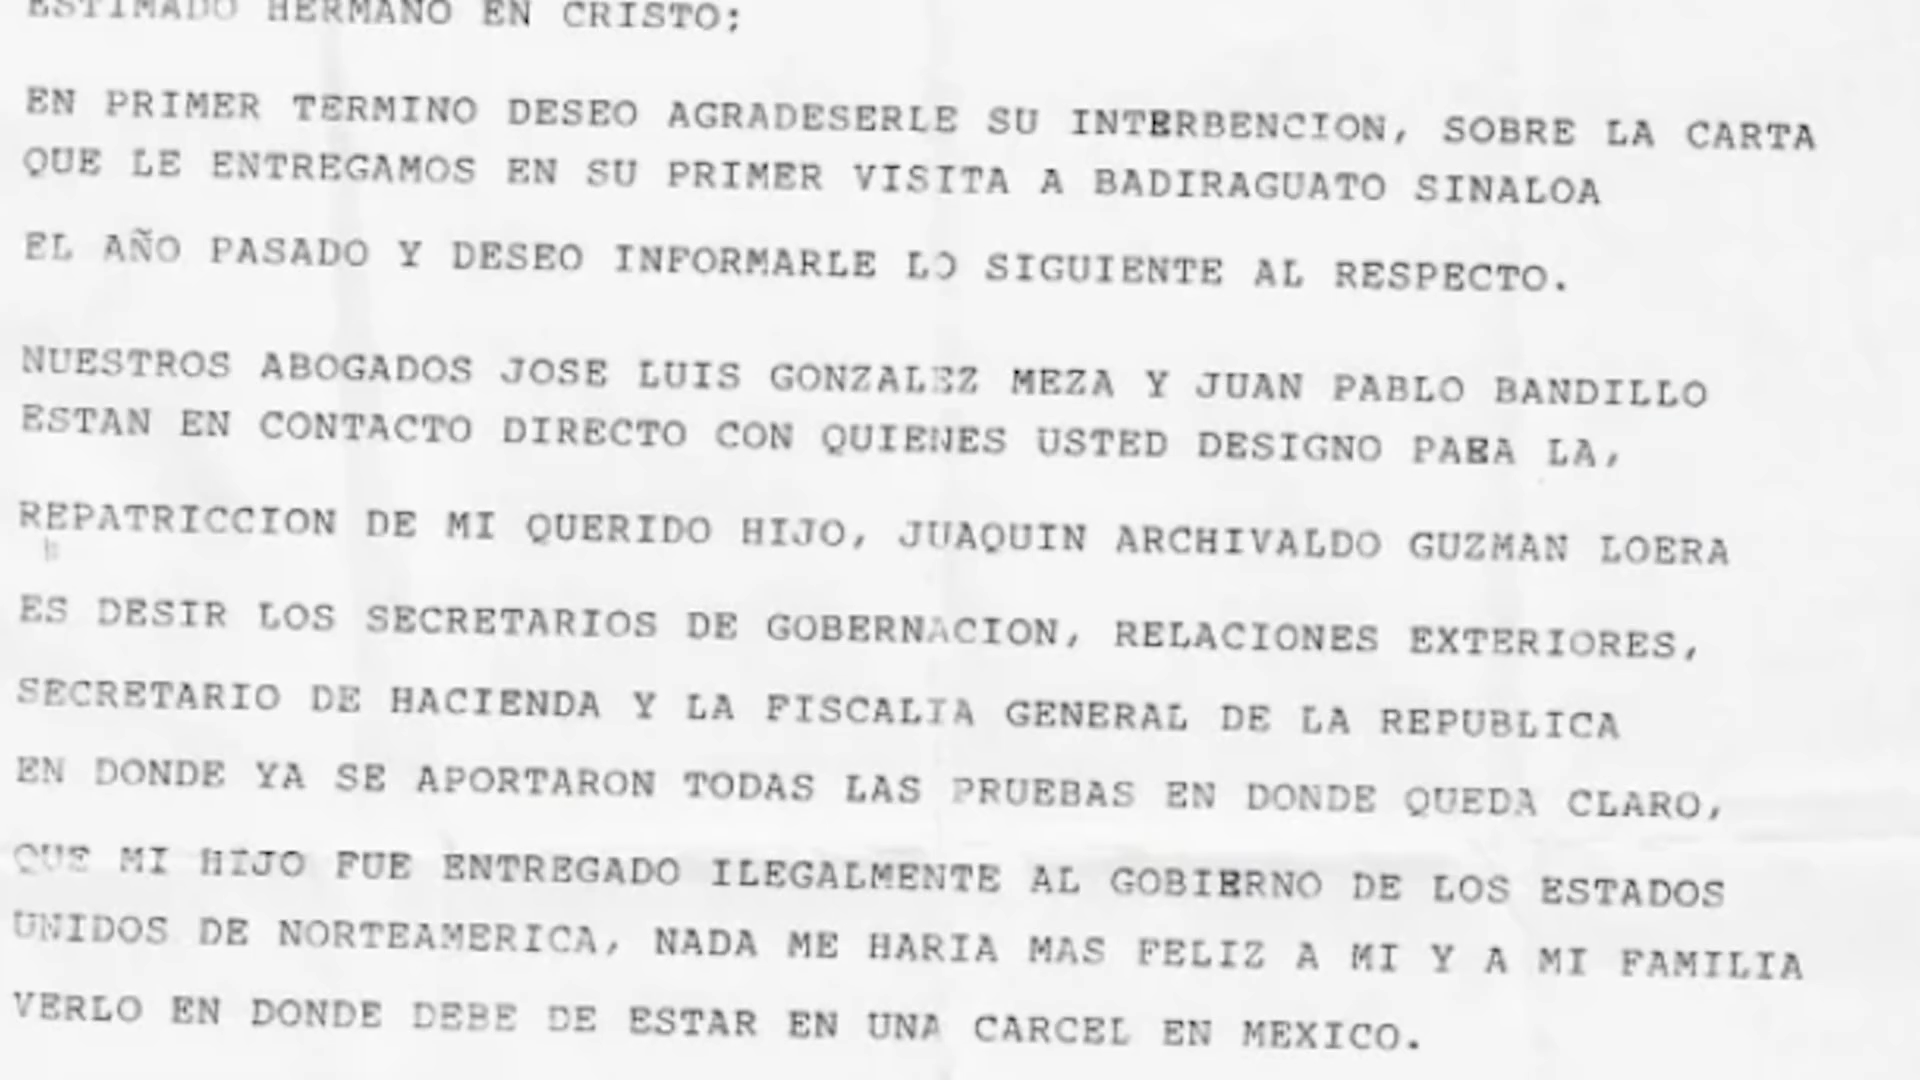 ESTIMADO HERMANO EN CRISTO;
EN PRIMER TERMINO DESEO AGRADESERLE SU INTERBENCION, SOBRE LA CARTA
QUE LE ENTREGAMOS EN SU PRIMER VISITA A BADIRAGUATO SINALOA
EL AÑO PASADO Y DESEO INFORMARLE LO SIGUIENTE AL RESPECTO.
NUESTROS ABOGADOS JOSE LUIS GONZALEZ MEZA Y JUAN PABLO BANDILLO
ESTAN EN CONTACTO DIRECTO CON QUIENES USTED DESIGNO PARA LA,
REPATRICCION DE MI QUERIDO HIJO, JUAQUIN ARCHIVALDO GUZMAN LOERA
ES DESIR LOS SECRETARIOS DE GOBERNACION, RELACIONES EXTERIORES,
SECRETARIO DE HACIENDA Y LA FISCALIA GENERAL DE LA REPUBLICA
EN DONDE YA SE APORTARON TODAS LAS PRUEBAS EN DONDE QUEDA CLARO,
QUE MI HIJO FUE ENTREGADO ILEGALMENTE AL GOBIERNO DE LOS ESTADOS
UNIDOS DE NORTEAMERICA, NADA ME HARIA MAS FELIZ A MI Y A MI FAMILIA
VERLO EN DONDE DEBE DE ESTAR EN UNA CARCEL EN MEXICO.